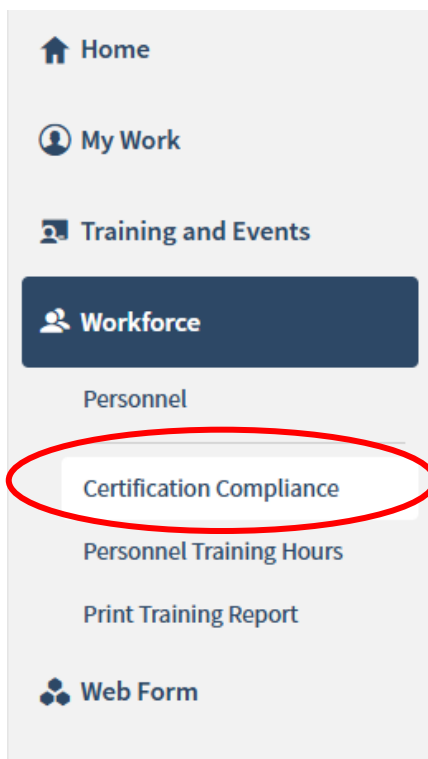 Home
My Work
Training and Events
Workforce
Personnel
Certification Compliance
Personnel Training Hours
Print Training Report
Web Form